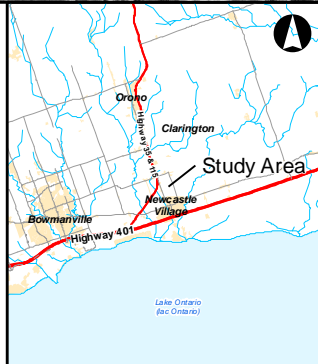 Orono
Highway 35 & 115
Clarington
Study Area
Newcastle
Village
Bowmanville
Highway 401
Lake Ontario
(lac Ontario)